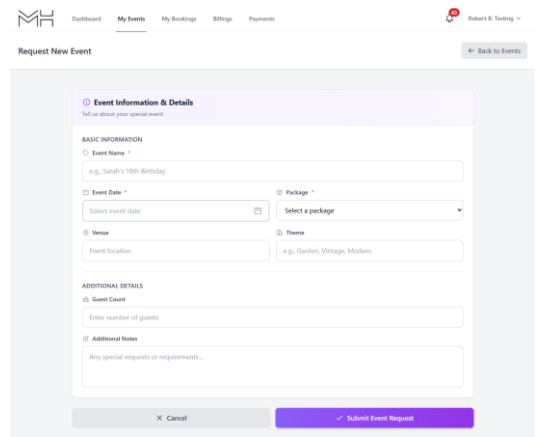 MH Dashboard My Events My Bookings Billings Payments 43 Robert B. Testing
Request New Event ← Back to Events
Event Information & Details
Tell us about your special event
BASIC INFORMATION
Event Name *
e.g., Sarah's 18th Birthday
Event Date * Package *
Select event date Select a package
Venue Theme
Event location e.g., Garden, Vintage, Modern
ADDITIONAL DETAILS
Guest Count
Enter number of guests
Additional Notes
Any special requests or requirements...
× Cancel ✓ Submit Event Request